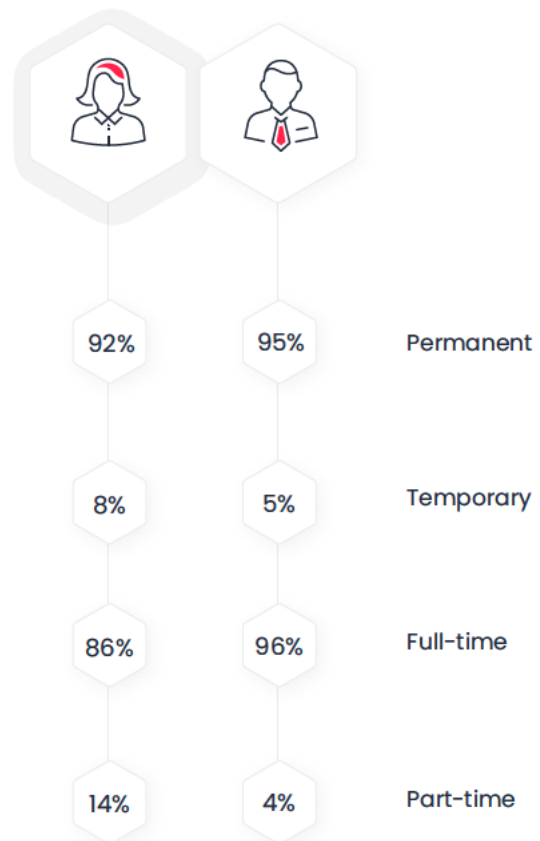 92% 95% Permanent
8% 5% Temporary
86% 96% Full-time
14% 4% Part-time